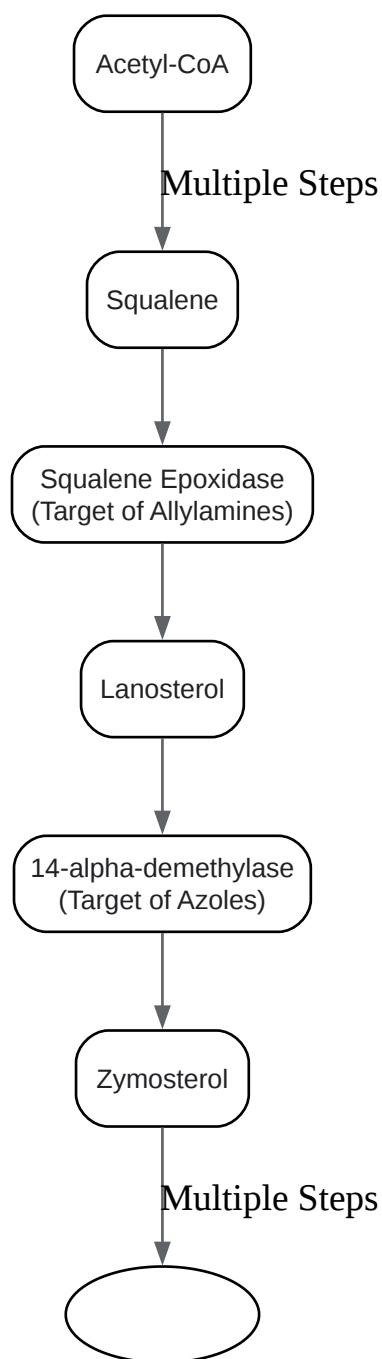 Acetyl-CoA
Multiple Steps
Squalene
Squalene Epoxidase
(Target of Allylamines)
Lanosterol
14-alpha-demethylase
(Target of Azoles)
Zymosterol
Multiple Steps